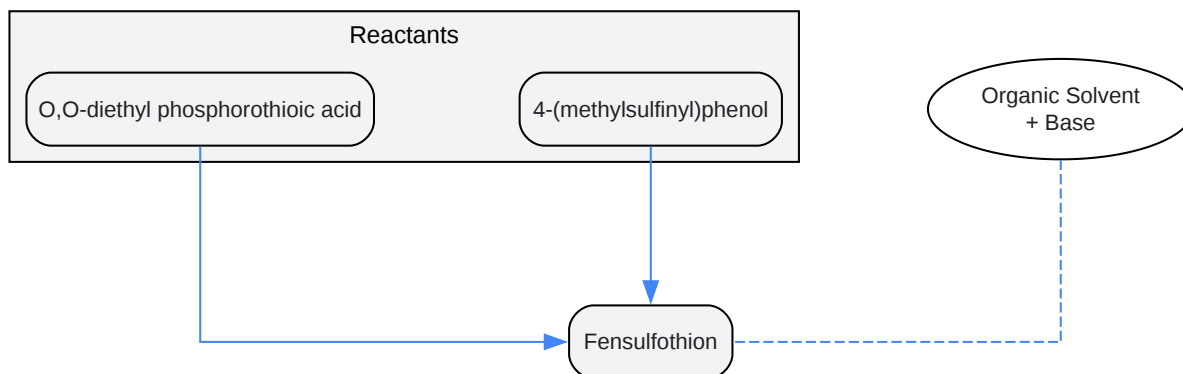 Reactants
O,O-diethyl phosphorothioic acid
4-(methylsulfinyl)phenol
Organic Solvent
+ Base
Fensulfothion